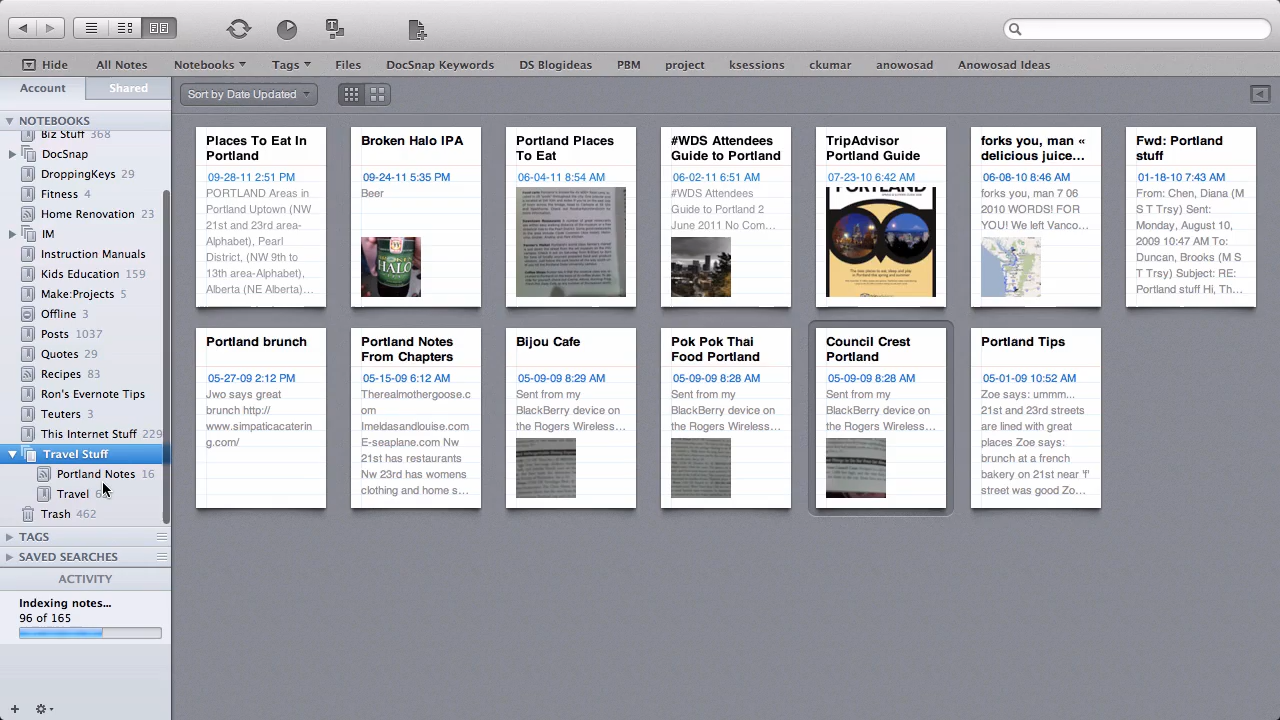 Hide
All Notes
Notebooks
Tags
Files
DocSnap Keywords
DS Blogideas
PBM
project
ksessions
ckumar
anowosad
Anowosad Ideas
Account
Shared
Sort by Date Updated
NOTEBOOKS
Biz Stuff 368
DocSnap
DroppingKeys 29
Fitness 4
Home Renovation 23
IM
Information Manag
Kids Education 159
Make:Projects 5
Offline 3
Posts 1037
Quotes 29
Recipes 83
Ron's Evernote Tips
Teuters 3
This Internet Stuff 229
Travel Stuff
Portland Notes 16
Travel
Trash 462
TAGS
SAVED SEARCHES
ACTIVITY
Indexing notes...
96 of 165
Places To Eat In
Portland
09-28-11 2:51 PM
PORTLAND Areas in
Portland Uptown (NW
21st and 23rd
Alphabet), Pearl
District, (NW 9th to
13th area Alphabet)
Alberta (NE Alberta)...
Broken Halo IPA
09-24-11 5:35 PM
Beer
HALO
Portland Places
To Eat
06-04-11 8:54 AM
#WDS Attendees
Guide to Portland
06-02-11 6:51 AM
#WDS Attendees
Guide to Portland 2
June 2011 No Com...
TripAdvisor
Portland Guide
07-23-10 6:42 AM
PORTLAND
forks you, man «
delicious juice...
06-08-10 8:46 AM
forks you,man 7 06
2010 WE WANT FOR
YOU! We left Vanco...
Fwd: Portland
stuff
01-18-10 7:43 AM
From: Chen, Diana (M
S T Trsy) Sent:
Monday, August 10,
2009 10:47 AM To:
Duncan, Brooks (M S
T Trsy) Subject: RE:
Portland stuff Hi, Th...
Portland brunch
05-27-09 2:12 PM
Jwo says great
brunch http://
www.simpaticacaterin
g.com/
Portland Notes
From Chapters
05-15-09 6:12 AM
Therealmothergoose.c
om
Imeldasandlouise.com
E-seaplane.com Nw
21st has restaurants
Nw 23rd has womens
clothing and home s...
Bijou Cafe
05-09-09 8:29 AM
Sent from my
BlackBerry device on
the Rogers Wireless...
Pok Pok Thai
Food Portland
05-09-09 8:28 AM
Sent from my
BlackBerry device on
the Rogers Wireless...
Council Crest
Portland
05-09-09 8:28 AM
Sent from my
BlackBerry device on
the Rogers Wireless...
Portland Tips
05-01-09 10:52 AM
Zoe says: ummm...
21st and 23rd streets
are lined with great
places Zoe says:
brunch at a french
bakery on 21st near 'f'
street was good Zo...